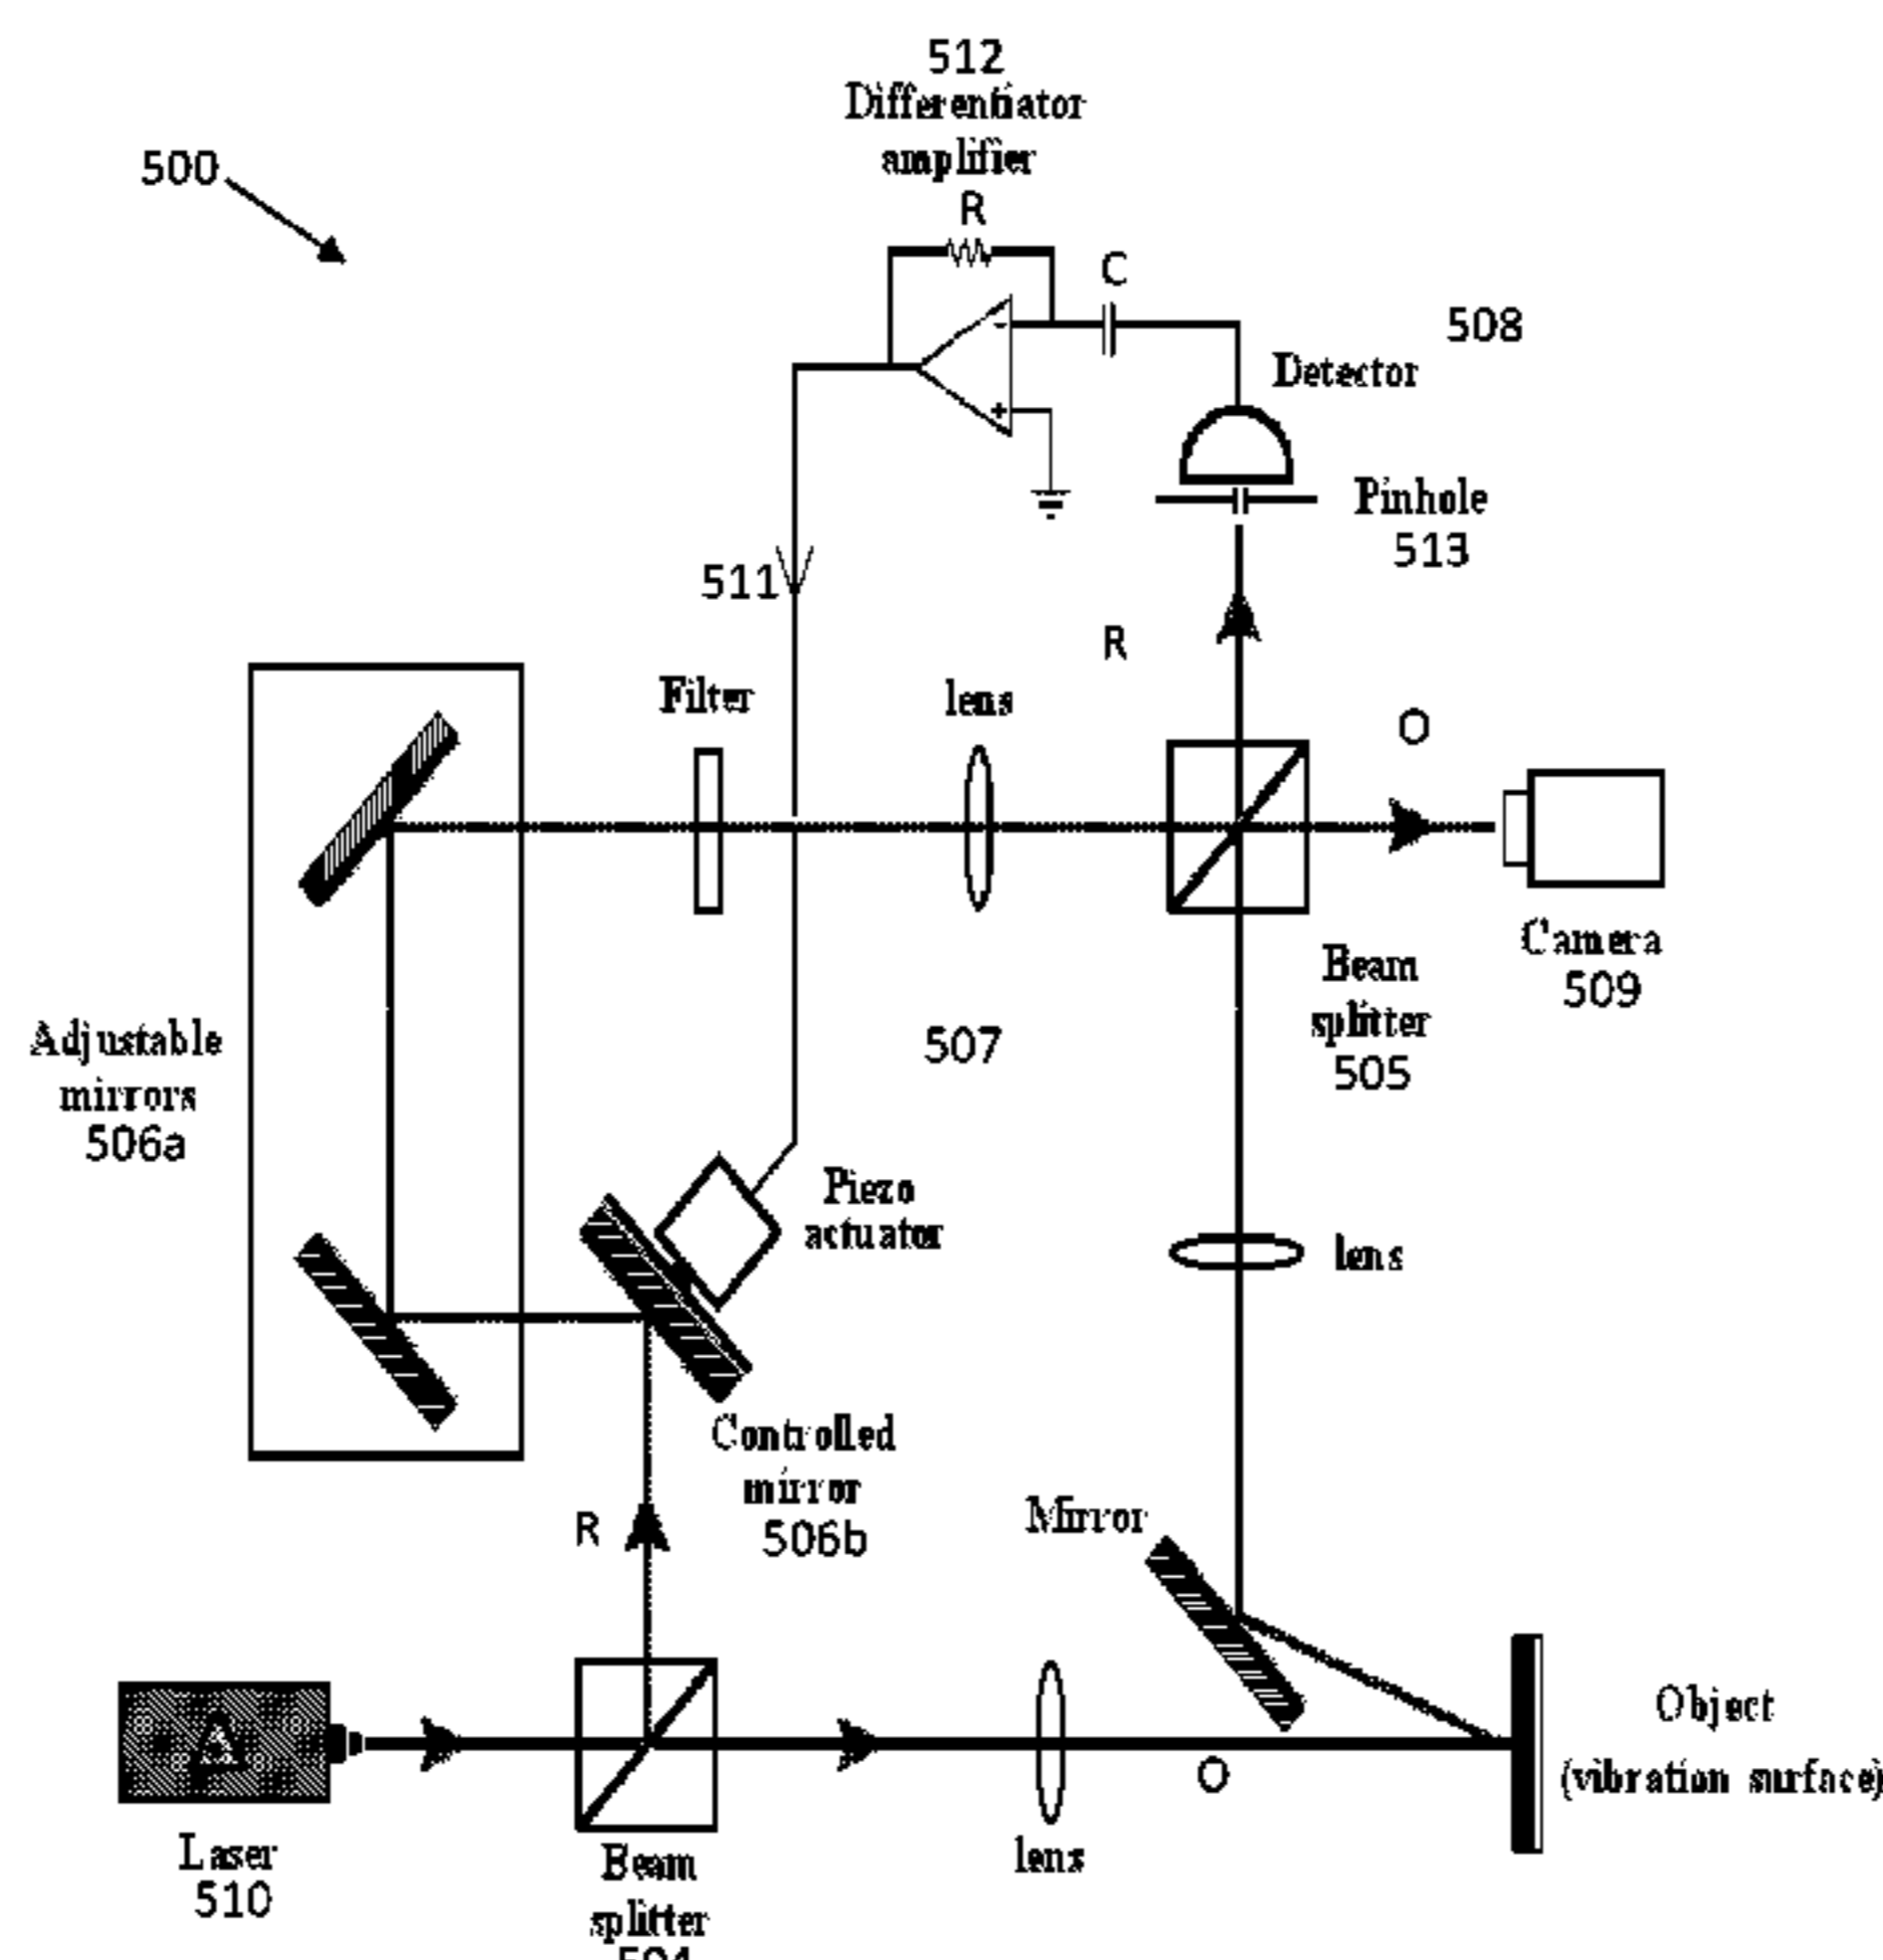 512
Differentiator
amplifier
R
500
C
508
Detector
Pinhole
513
511
R
Filter
lens
O
Camera
509
Beam
splitter
505
507
Adjustable
mirrors
506a
Piezo
actuator
lens
Controlled
mirror
506b
R
Mirror
Object
(vibration surface)
O
A
Laser
510
Beam
splitter
lens
-
+